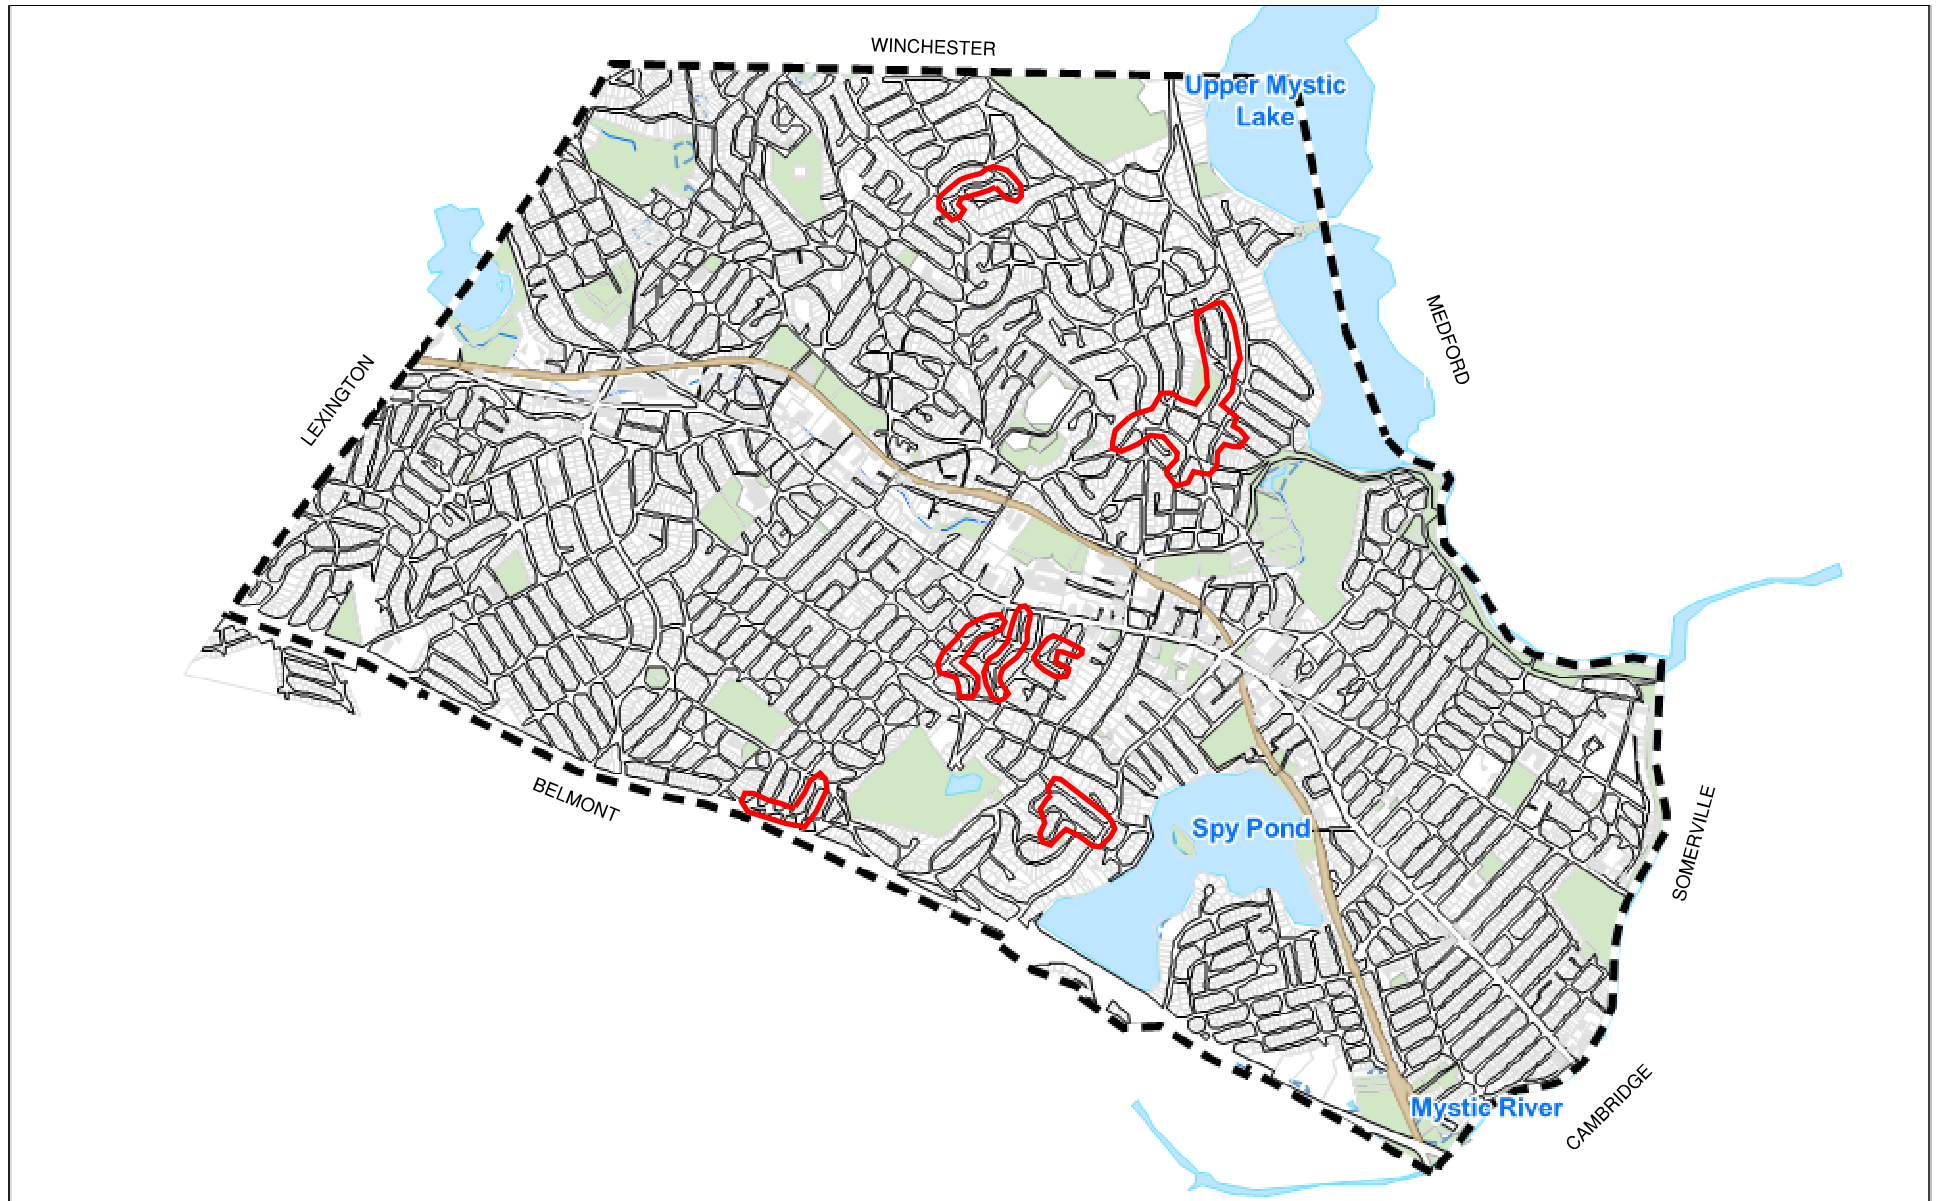 WINCHESTER
Upper Mystic
Lake
MEDFORD
LEXINGTON
BELMONT
Spy Pond
SOMERVILLE
Mystic River
CAMBRIDGE